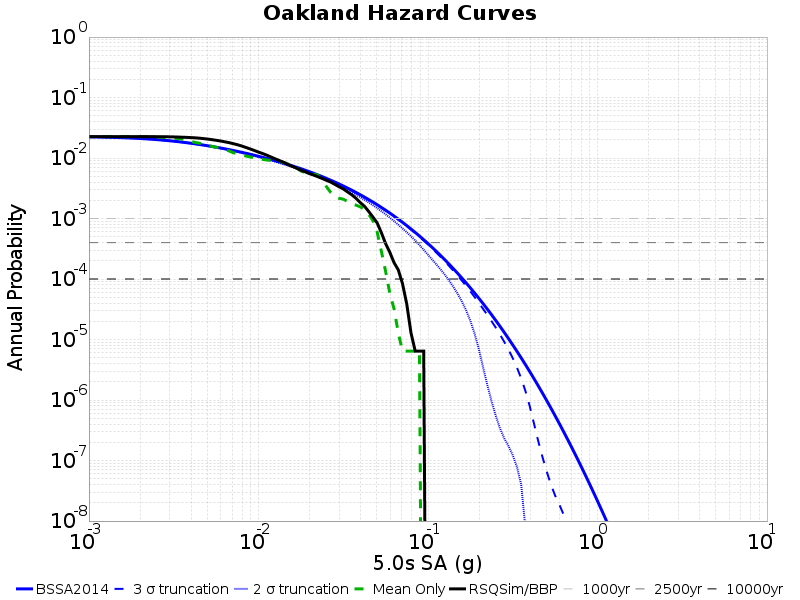 Oakland Hazard Curves
10^0
10^-1
10^-2
10^-3
10^-4
10^-5
10^-6
10^-7
10^-8
Annual Probability
10^-3 10^-2 10^-1 10^0 10^1
5.0s SA (g)
BSSA2014 3 σ truncation 2 σ truncation Mean Only RSQSim/BBP 1000yr 2500yr 10000yr